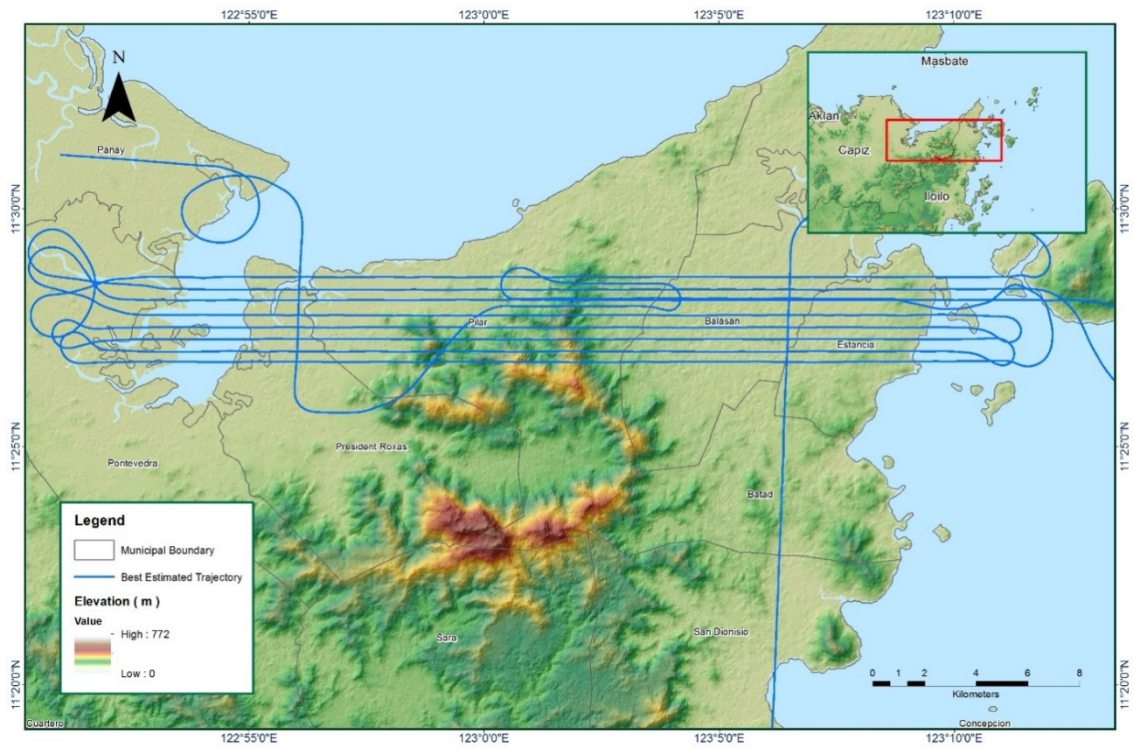 122°55'0"E 123°0'0"E 123°5'0"E 123°10'0"E
N
Masbate
Aklan
Capiz
Iloilo
Panay
11°30'0"N 11°30'0"N
Pilar
Balasan
Estancia
11°25'0"N 11°25'0"N
President Roxas
Pontevedra
Batad
Legend
Municipal Boundary
Best Estimated Trajectory
Elevation ( m )
Value
High : 772
Low : 0
Sara
San Dionisio
11°20'0"N 11°20'0"N
0 1 2 4 6 8
Kilometers
Cuartero
Concepcion
122°55'0"E 123°0'0"E 123°5'0"E 123°10'0"E